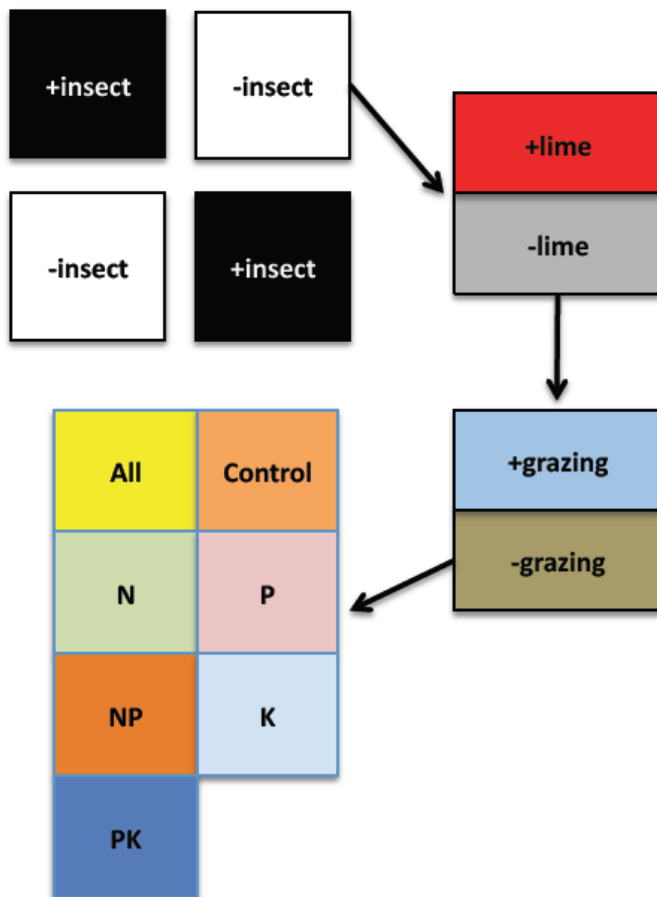 +insect
-insect
-insect
+insect
+lime
-lime
+grazing
-grazing
All
Control
N
P
NP
K
PK